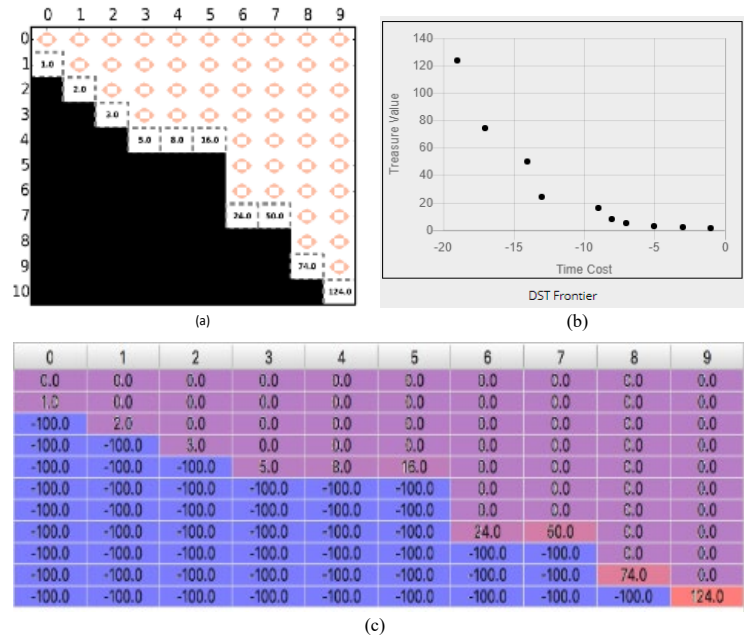 0 1 2 3 4 5 6 7 8 9
0
1 1.0
2 2.0
3 3.0
4 5.0 8.0 16.0
5
6
7 24.0 50.0
8
9 74.0
10 124.0
(a)
140
120
100
80
60
40
20
0
Treasure Value
-20 -15 -10 -5 0
Time Cost
DST Frontier
(b)
0 1 2 3 4 5 6 7 8 9
0.0 0.0 0.0 0.0 0.0 0.0 0.0 0.0 0.0 0.0
1.0 0.0 0.0 0.0 0.0 0.0 0.0 0.0 0.0 0.0
-100.0 2.0 0.0 0.0 0.0 0.0 0.0 0.0 0.0 0.0
-100.0 -100.0 3.0 0.0 0.0 0.0 0.0 0.0 0.0 0.0
-100.0 -100.0 -100.0 5.0 8.0 16.0 0.0 0.0 0.0 0.0
-100.0 -100.0 -100.0 -100.0 -100.0 -100.0 0.0 0.0 0.0 0.0
-100.0 -100.0 -100.0 -100.0 -100.0 -100.0 0.0 0.0 0.0 0.0
-100.0 -100.0 -100.0 -100.0 -100.0 -100.0 24.0 50.0 0.0 0.0
-100.0 -100.0 -100.0 -100.0 -100.0 -100.0 -100.0 -100.0 0.0 0.0
-100.0 -100.0 -100.0 -100.0 -100.0 -100.0 -100.0 -100.0 74.0 0.0
-100.0 -100.0 -100.0 -100.0 -100.0 -100.0 -100.0 -100.0 -100.0 124.0
(c)